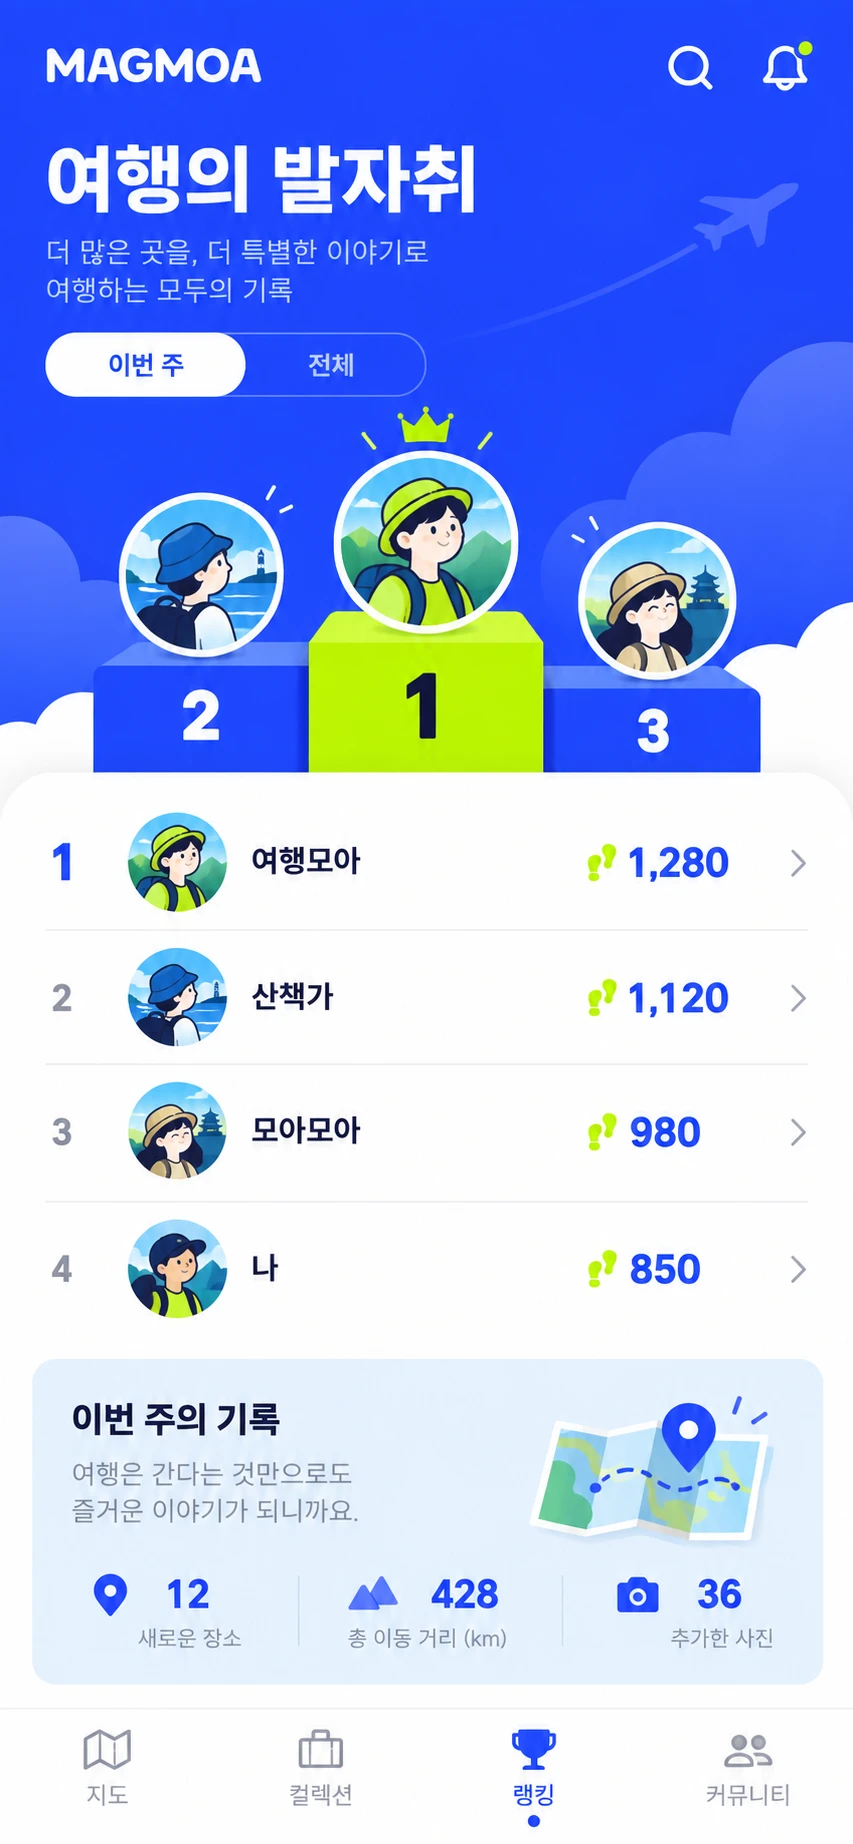 MAGMOA
여행의 발자취
더 많은 곳을, 더 특별한 이야기로
여행하는 모두의 기록
이번 주
전체
2
1
3
1 여행모아 1,280
2 산책가 1,120
3 모아모아 980
4 나 850
이번 주의 기록
여행은 간다는 것만으로도
즐거운 이야기가 되니까요.
12 428 36
새로운 장소 총 이동 거리 (km) 추가한 사진
지도 컬렉션 랭킹 커뮤니티